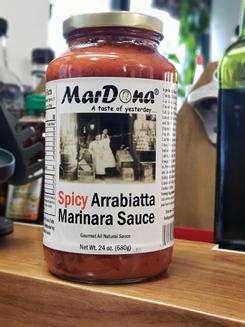 MarDona®
A taste of yesterday...
Spicy Arrabiatta
Marinara Sauce
Gourmet All Natural Sauce
Net Wt. 24 oz. (680g)